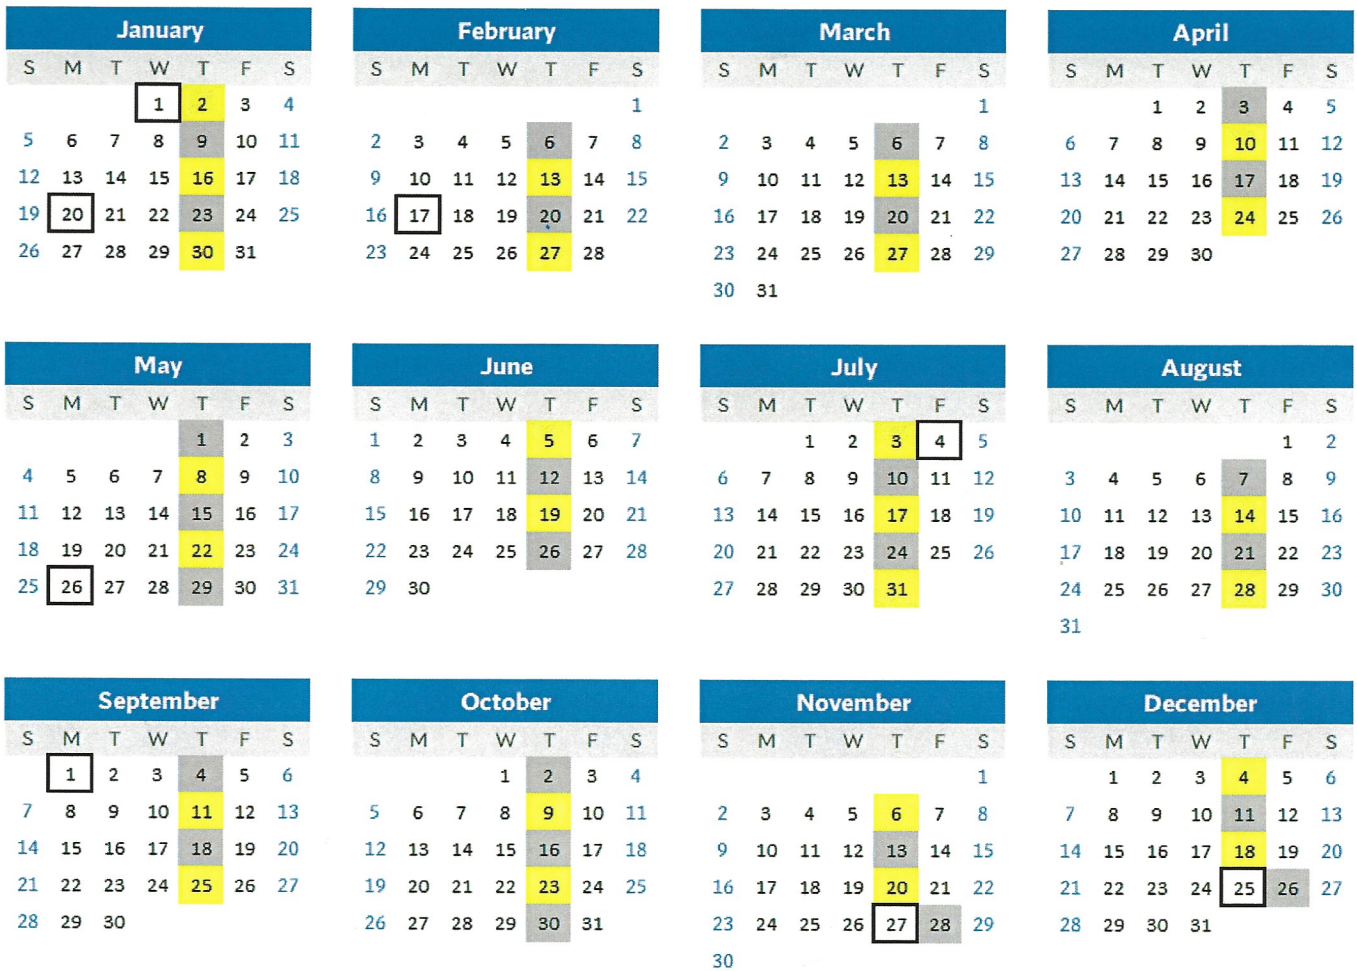 January February March April
S M T W T F S S M T W T F S S M T W T F S S M T W T F S
1 2 3 4 1 1 1 2 3 4 5
5 6 7 8 9 10 11 2 3 4 5 6 7 8 2 3 4 5 6 7 8 6 7 8 9 10 11 12
12 13 14 15 16 17 18 9 10 11 12 13 14 15 9 10 11 12 13 14 15 13 14 15 16 17 18 19
19 20 21 22 23 24 25 16 17 18 19 20 21 22 16 17 18 19 20 21 22 20 21 22 23 24 25 26
26 27 28 29 30 31 23 24 25 26 27 28 23 24 25 26 27 28 29 27 28 29 30
30 31
May June July August
S M T W T F S S M T W T F S S M T W T F S S M T W T F S
1 2 3 1 2 3 4 5 6 7 1 2 3 4 5 1 2
4 5 6 7 8 9 10 8 9 10 11 12 13 14 6 7 8 9 10 11 12 3 4 5 6 7 8 9
11 12 13 14 15 16 17 15 16 17 18 19 20 21 13 14 15 16 17 18 19 10 11 12 13 14 15 16
18 19 20 21 22 23 24 22 23 24 25 26 27 28 20 21 22 23 24 25 26 17 18 19 20 21 22 23
25 26 27 28 29 30 31 29 30 27 28 29 30 31 24 25 26 27 28 29 30
31
September October November December
S M T W T F S S M T W T F S S M T W T F S S M T W T F S
1 2 3 4 5 6 1 2 3 4 1 1 2 3 4 5 6
7 8 9 10 11 12 13 5 6 7 8 9 10 11 2 3 4 5 6 7 8 7 8 9 10 11 12 13
14 15 16 17 18 19 20 12 13 14 15 16 17 18 9 10 11 12 13 14 15 14 15 16 17 18 19 20
21 22 23 24 25 26 27 19 20 21 22 23 24 25 16 17 18 19 20 21 22 21 22 23 24 25 26 27
28 29 30 26 27 28 29 30 31 23 24 25 26 27 28 29 28 29 30 31
30